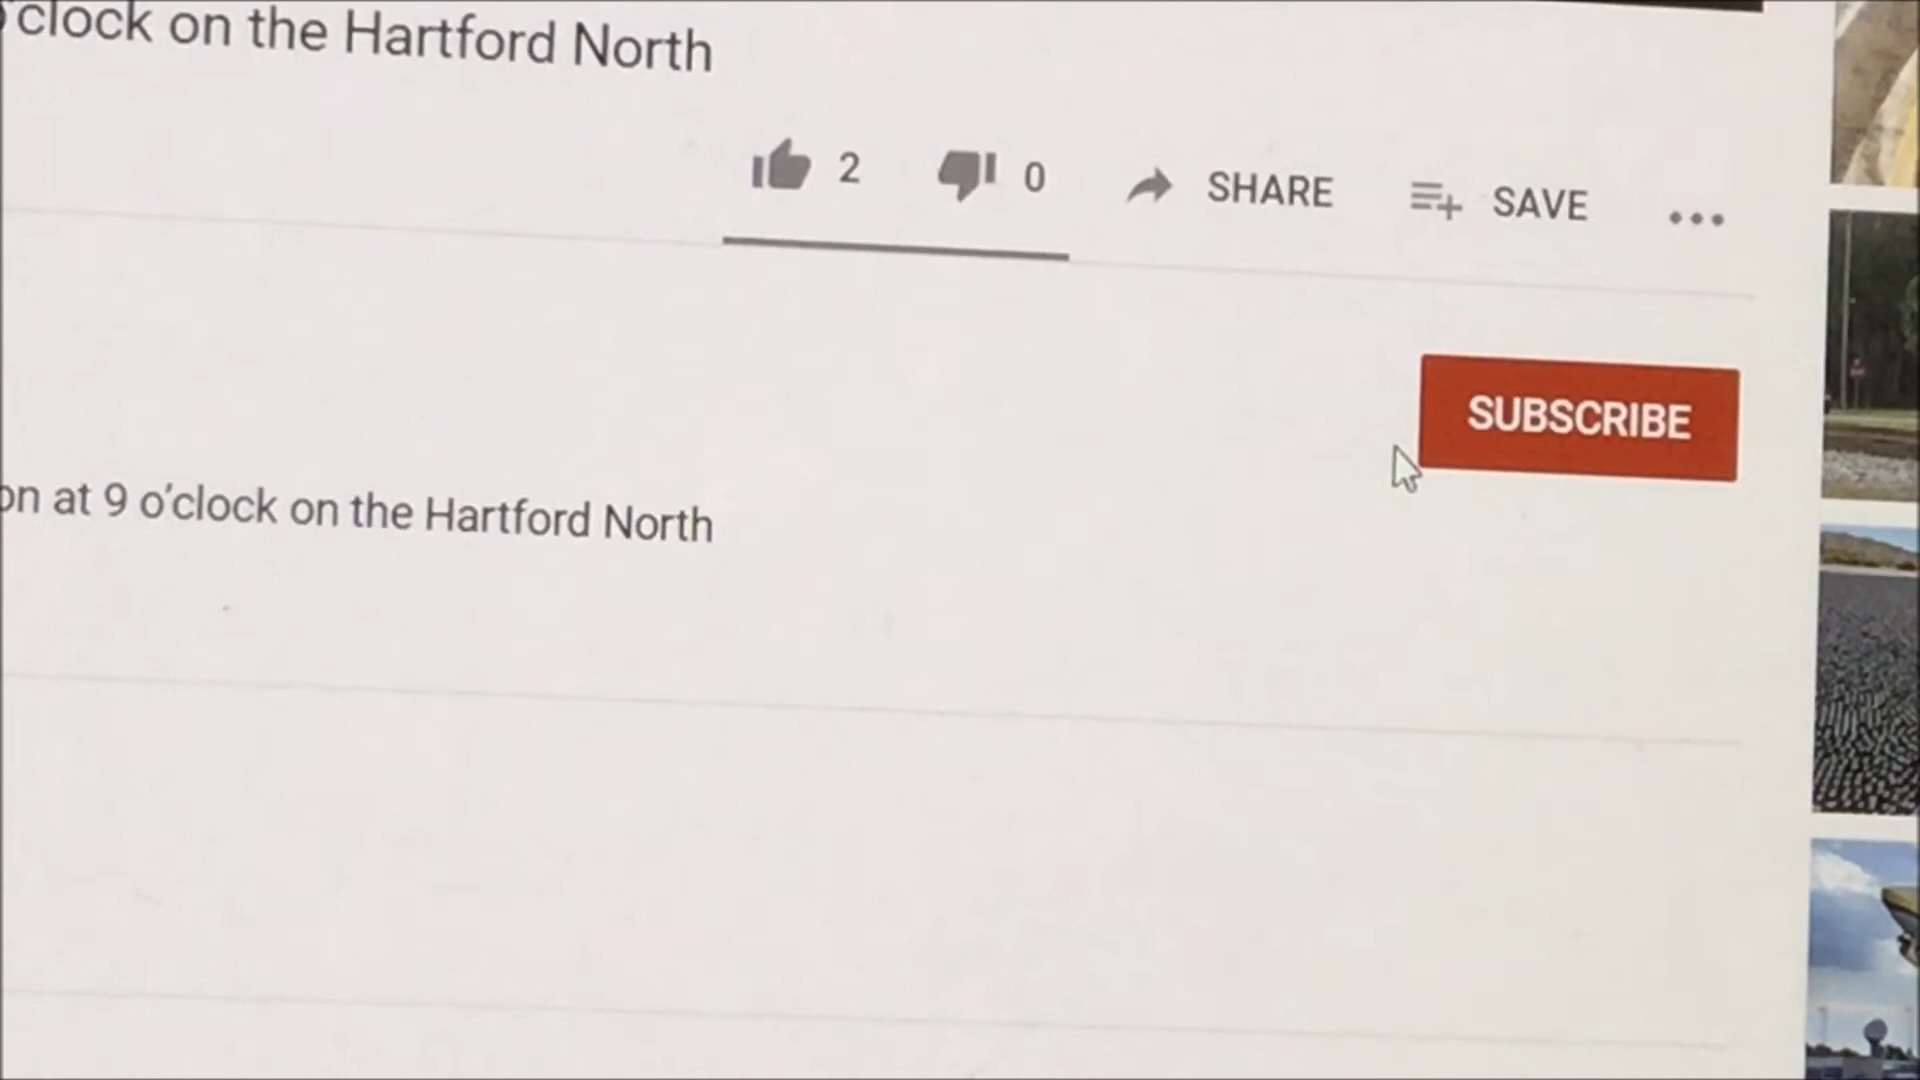 o'clock on the Hartford North
2 0 SHARE SAVE
SUBSCRIBE
on at 9 o'clock on the Hartford North